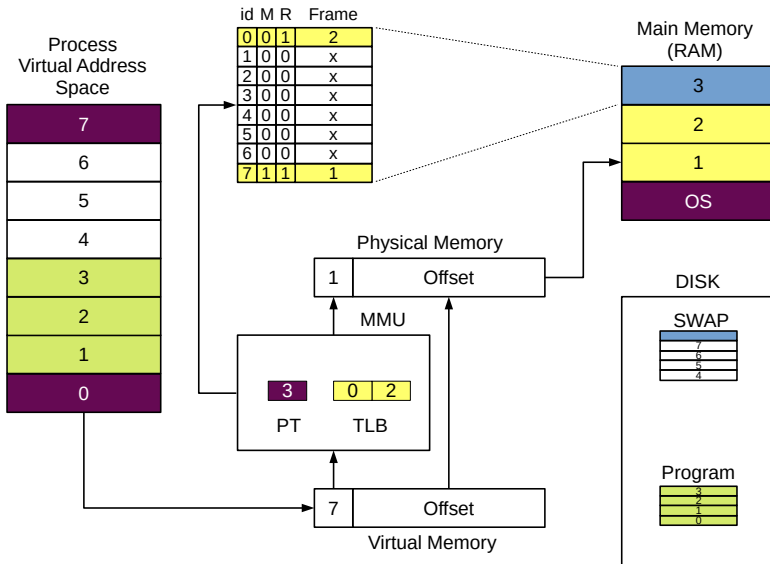 Process
Virtual Address
Space
7
6
5
4
3
2
1
0
id M R Frame
0 0 1 2
1 0 0 x
2 0 0 x
3 0 0 x
4 0 0 x
5 0 0 x
6 0 0 x
7 1 1 1
Main Memory
(RAM)
3
2
1
OS
Physical Memory
1 Offset
MMU
3 0 2
PT TLB
7 Offset
Virtual Memory
DISK
SWAP
7
6
5
4
Program
3
2
1
0